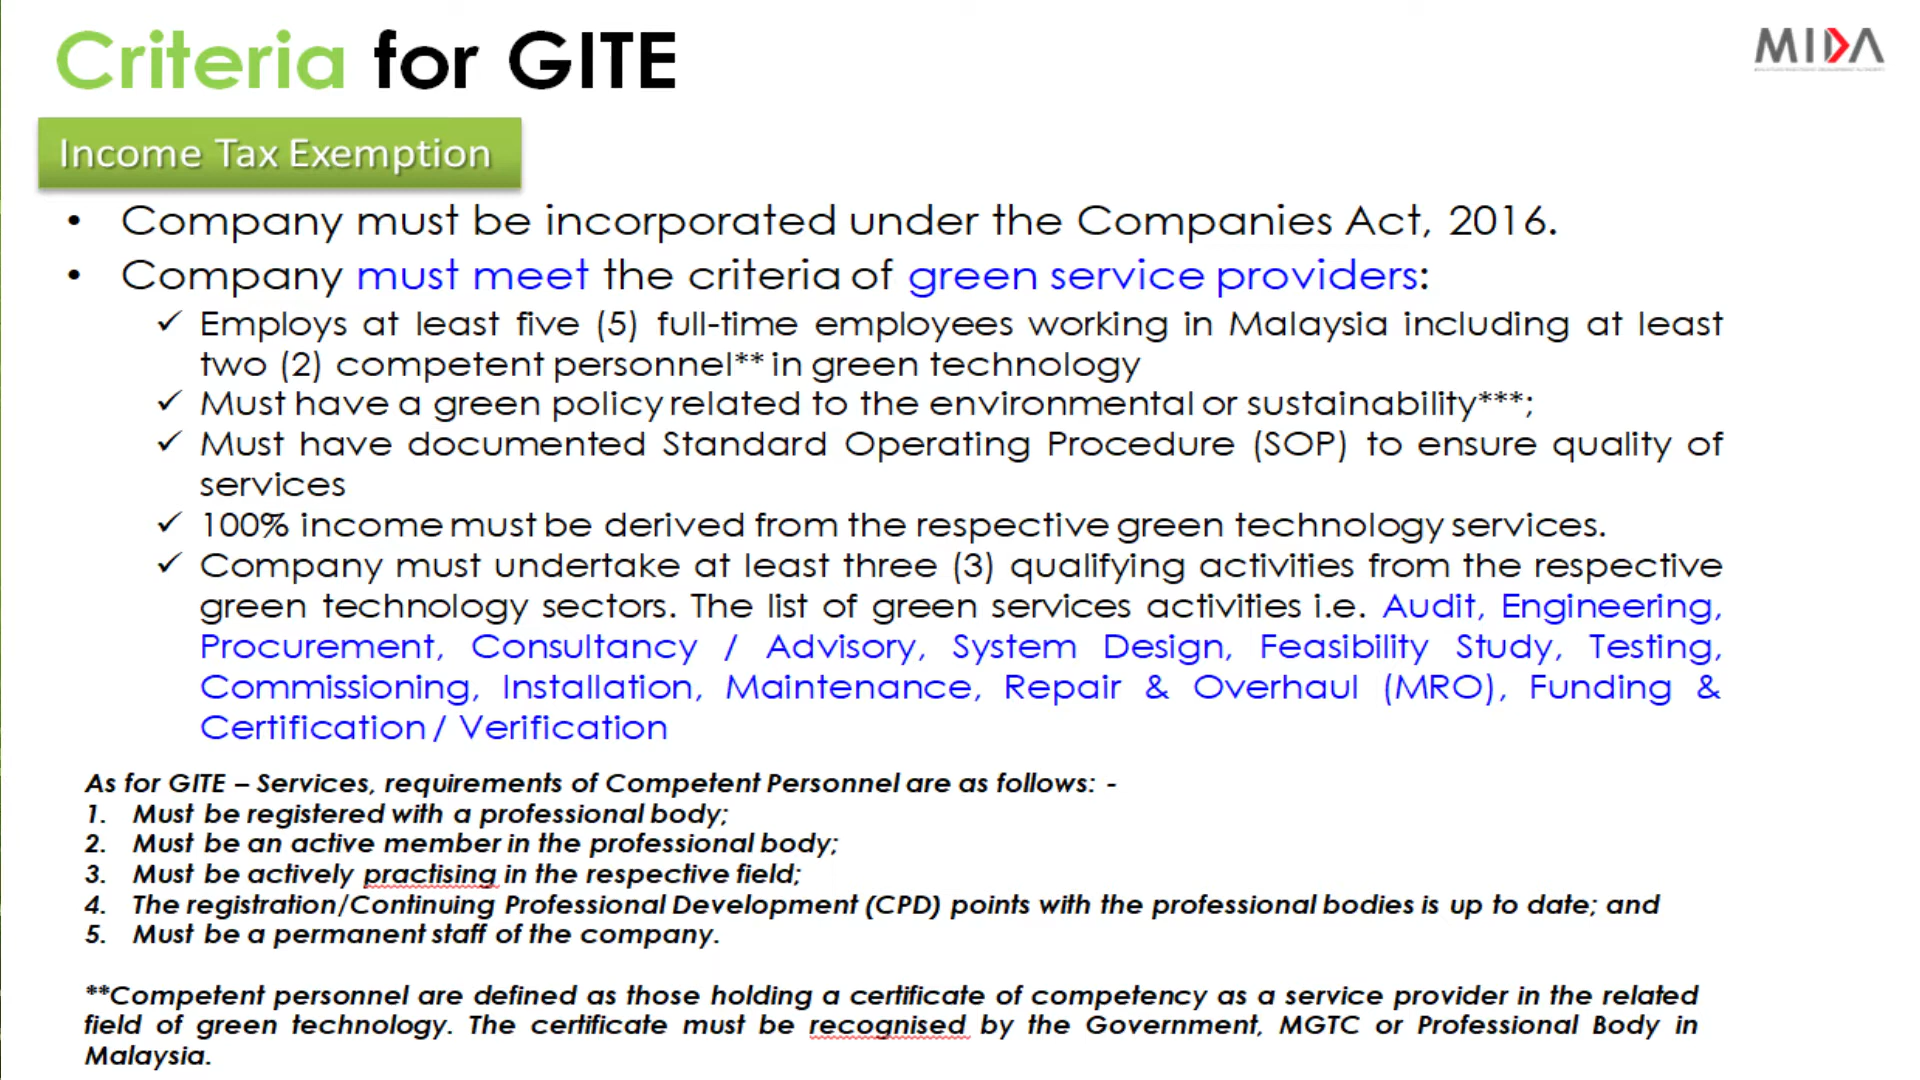 Criteria for GITE
MIDA
Income Tax Exemption
• Company must be incorporated under the Companies Act, 2016.
• Company must meet the criteria of green service providers:
✓ Employs at least five (5) full-time employees working in Malaysia including at least
two (2) competent personnel** in green technology
✓ Must have a green policy related to the environmental or sustainability***;
✓ Must have documented Standard Operating Procedure (SOP) to ensure quality of
services
✓ 100% income must be derived from the respective green technology services.
✓ Company must undertake at least three (3) qualifying activities from the respective
green technology sectors. The list of green services activities i.e. Audit, Engineering,
Procurement, Consultancy / Advisory, System Design, Feasibility Study, Testing,
Commissioning, Installation, Maintenance, Repair & Overhaul (MRO), Funding &
Certification / Verification
As for GITE – Services, requirements of Competent Personnel are as follows: -
1. Must be registered with a professional body;
2. Must be an active member in the professional body;
3. Must be actively practising in the respective field;
4. The registration/Continuing Professional Development (CPD) points with the professional bodies is up to date; and
5. Must be a permanent staff of the company.
**Competent personnel are defined as those holding a certificate of competency as a service provider in the related
field of green technology. The certificate must be recognised by the Government, MGTC or Professional Body in
Malaysia.